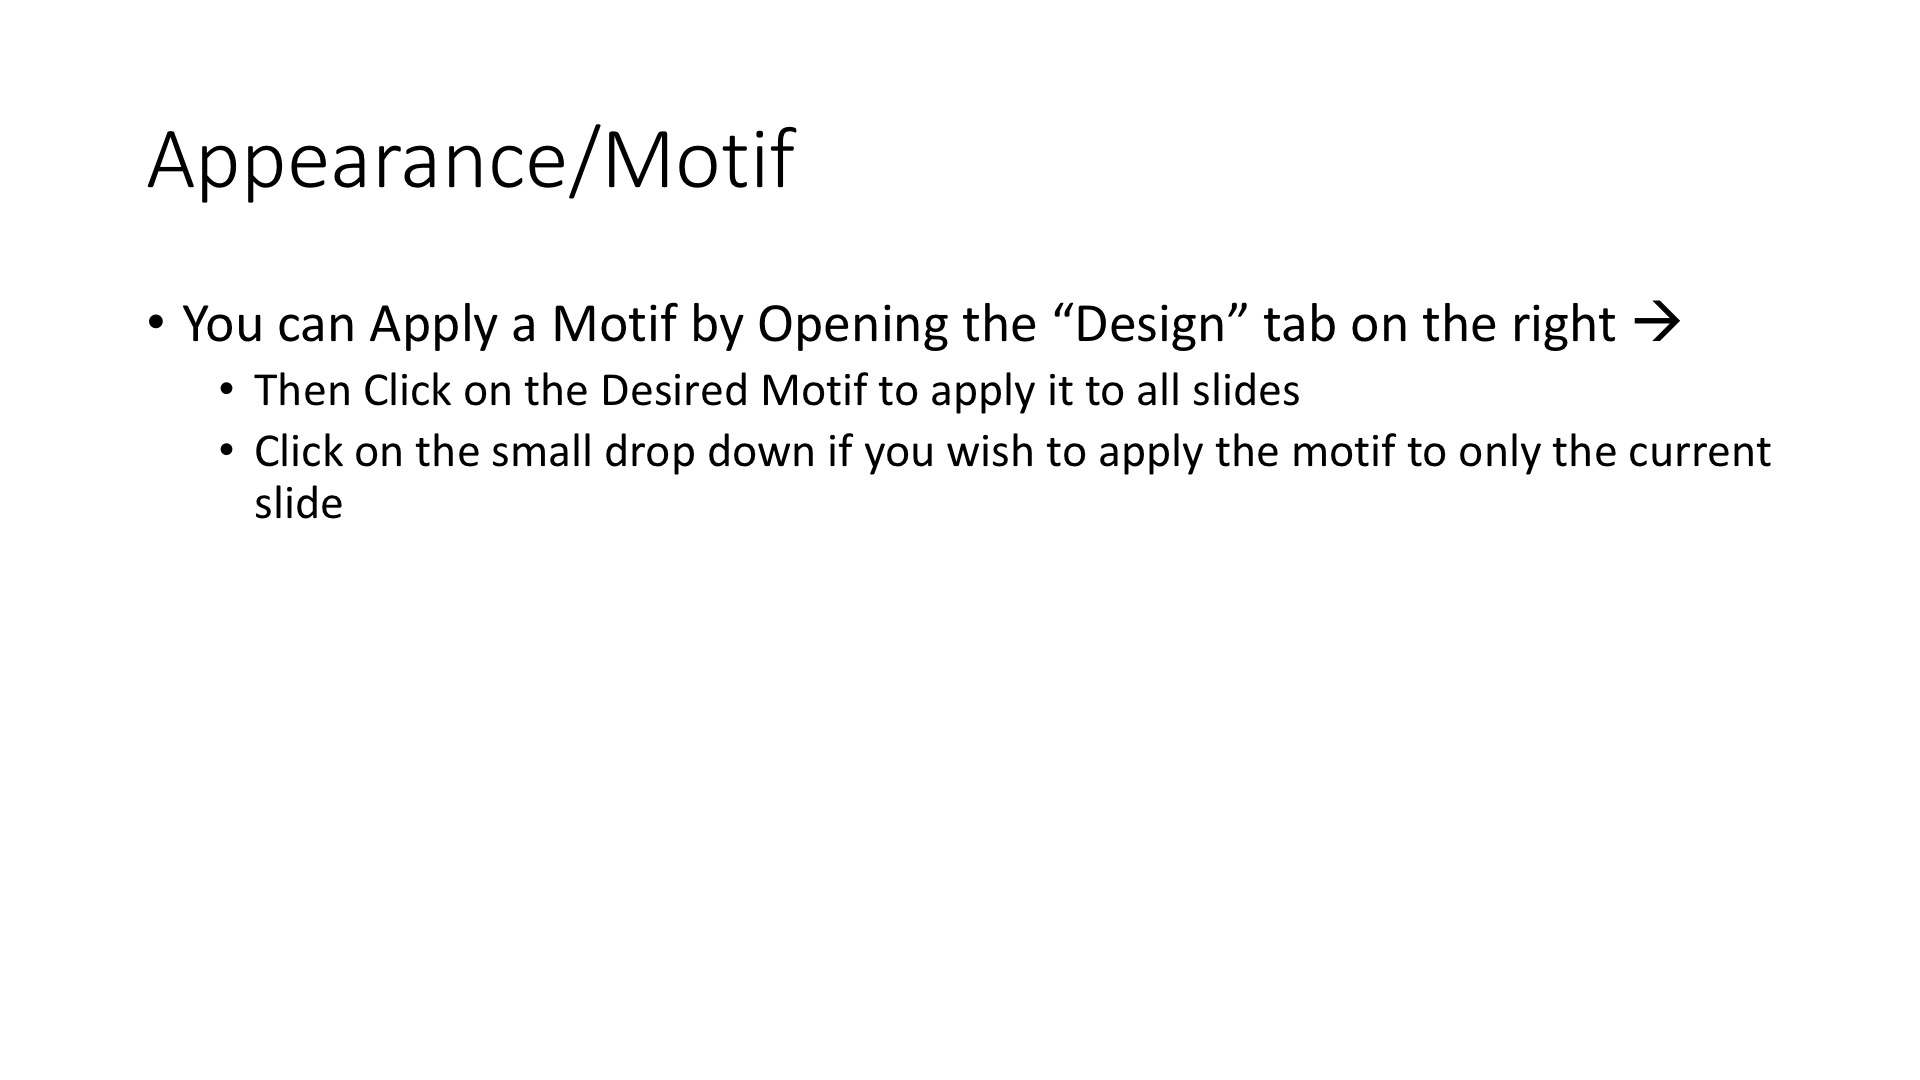 Appearance/Motif
• You can Apply a Motif by Opening the “Design” tab on the right →
• Then Click on the Desired Motif to apply it to all slides
• Click on the small drop down if you wish to apply the motif to only the current
slide